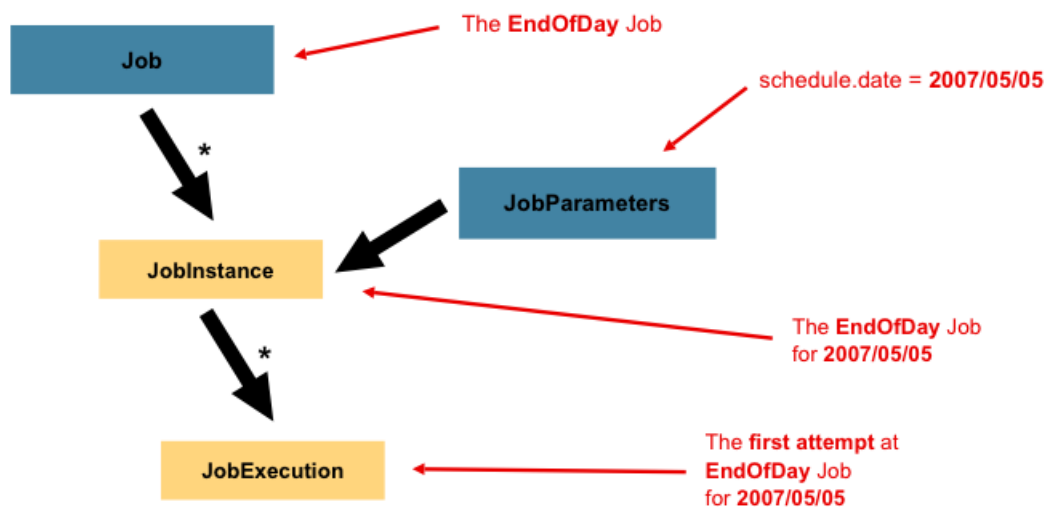 The EndOfDay Job
Job
schedule.date = 2007/05/05
*
JobParameters
JobInstance
The EndOfDay Job
for 2007/05/05
*
The first attempt at
EndOfDay Job
for 2007/05/05
JobExecution